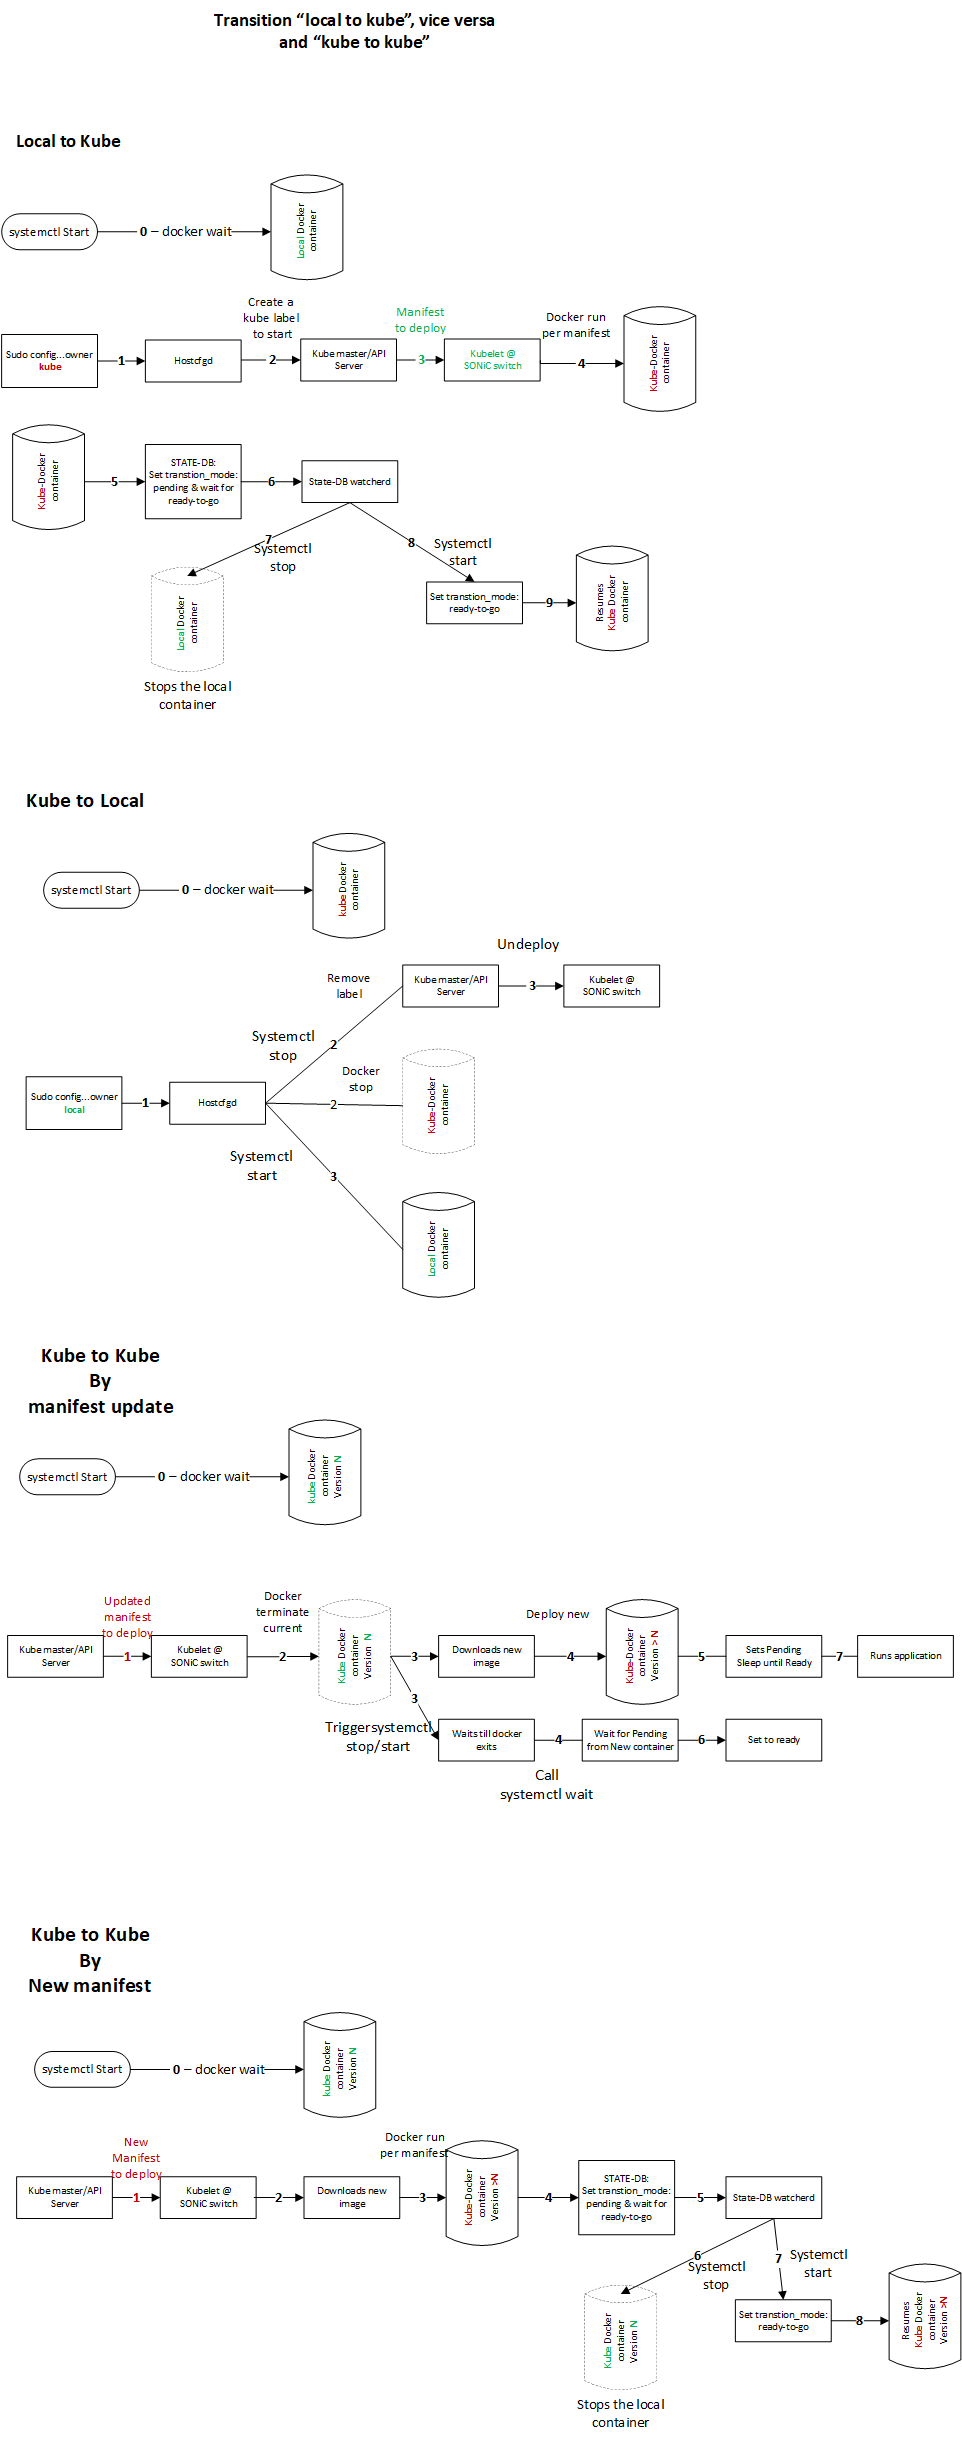 Transition “local to kube”, vice versa
and “kube to kube”
Local to Kube
systemctl Start
0 – docker wait
Local Docker
container
Sudo config...owner
kube
1
Hostcfgd
Create a
kube label
to start
2
Kube master/API
Server
Manifest
to deploy
3
Kubelet @
SONiC switch
Docker run
per manifest
4
Kube-Docker
container
Kube-Docker
container
5
STATE-DB:
Set transtion_mode:
pending & wait for
ready-to-go
6
State-DB watcherd
7
Systemctl
stop
8
Systemctl
start
Local Docker
container
Stops the local
container
Set transtion_mode:
ready-to-go
9
Resumes
Kube Docker
container
Kube to Local
systemctl Start
0 – docker wait
kube Docker
container
Undeploy
Remove
label
Kube master/API
Server
3
Kubelet @
SONiC switch
Systemctl
stop
2
Docker
stop
2
Kube-Docker
container
Sudo config...owner
local
1
Hostcfgd
Systemctl
start
3
Local Docker
container
Kube to Kube
By
manifest update
systemctl Start
0 – docker wait
kube Docker
container
Version N
Kube master/API
Server
Updated
manifest
to deploy
1
Kubelet @
SONiC switch
Docker
terminate
current
2
Kube Docker
container
Version N
3
Downloads new
image
Deploy new
4
Kube-Docker
container
Version > N
5
Sets Pending
Sleep until Ready
7
Runs application
3
Triggersystemctl
stop/start
Waits till docker
exits
4
Call
systemctl wait
Wait for Pending
from New container
6
Set to ready
Kube to Kube
By
New manifest
systemctl Start
0 – docker wait
kube Docker
container
Version N
Kube master/API
Server
New
Manifest
to deploy
1
Kubelet @
SONiC switch
2
Downloads new
image
Docker run
per manifest
3
Kube-Docker
container
Version >N
4
STATE-DB:
Set transtion_mode:
pending & wait for
ready-to-go
5
State-DB watcherd
6
Systemctl
stop
7
Systemctl
start
Kube Docker
container
Version N
Stops the local
container
Set transtion_mode:
ready-to-go
8
Resumes
Kube Docker
container
Version >N